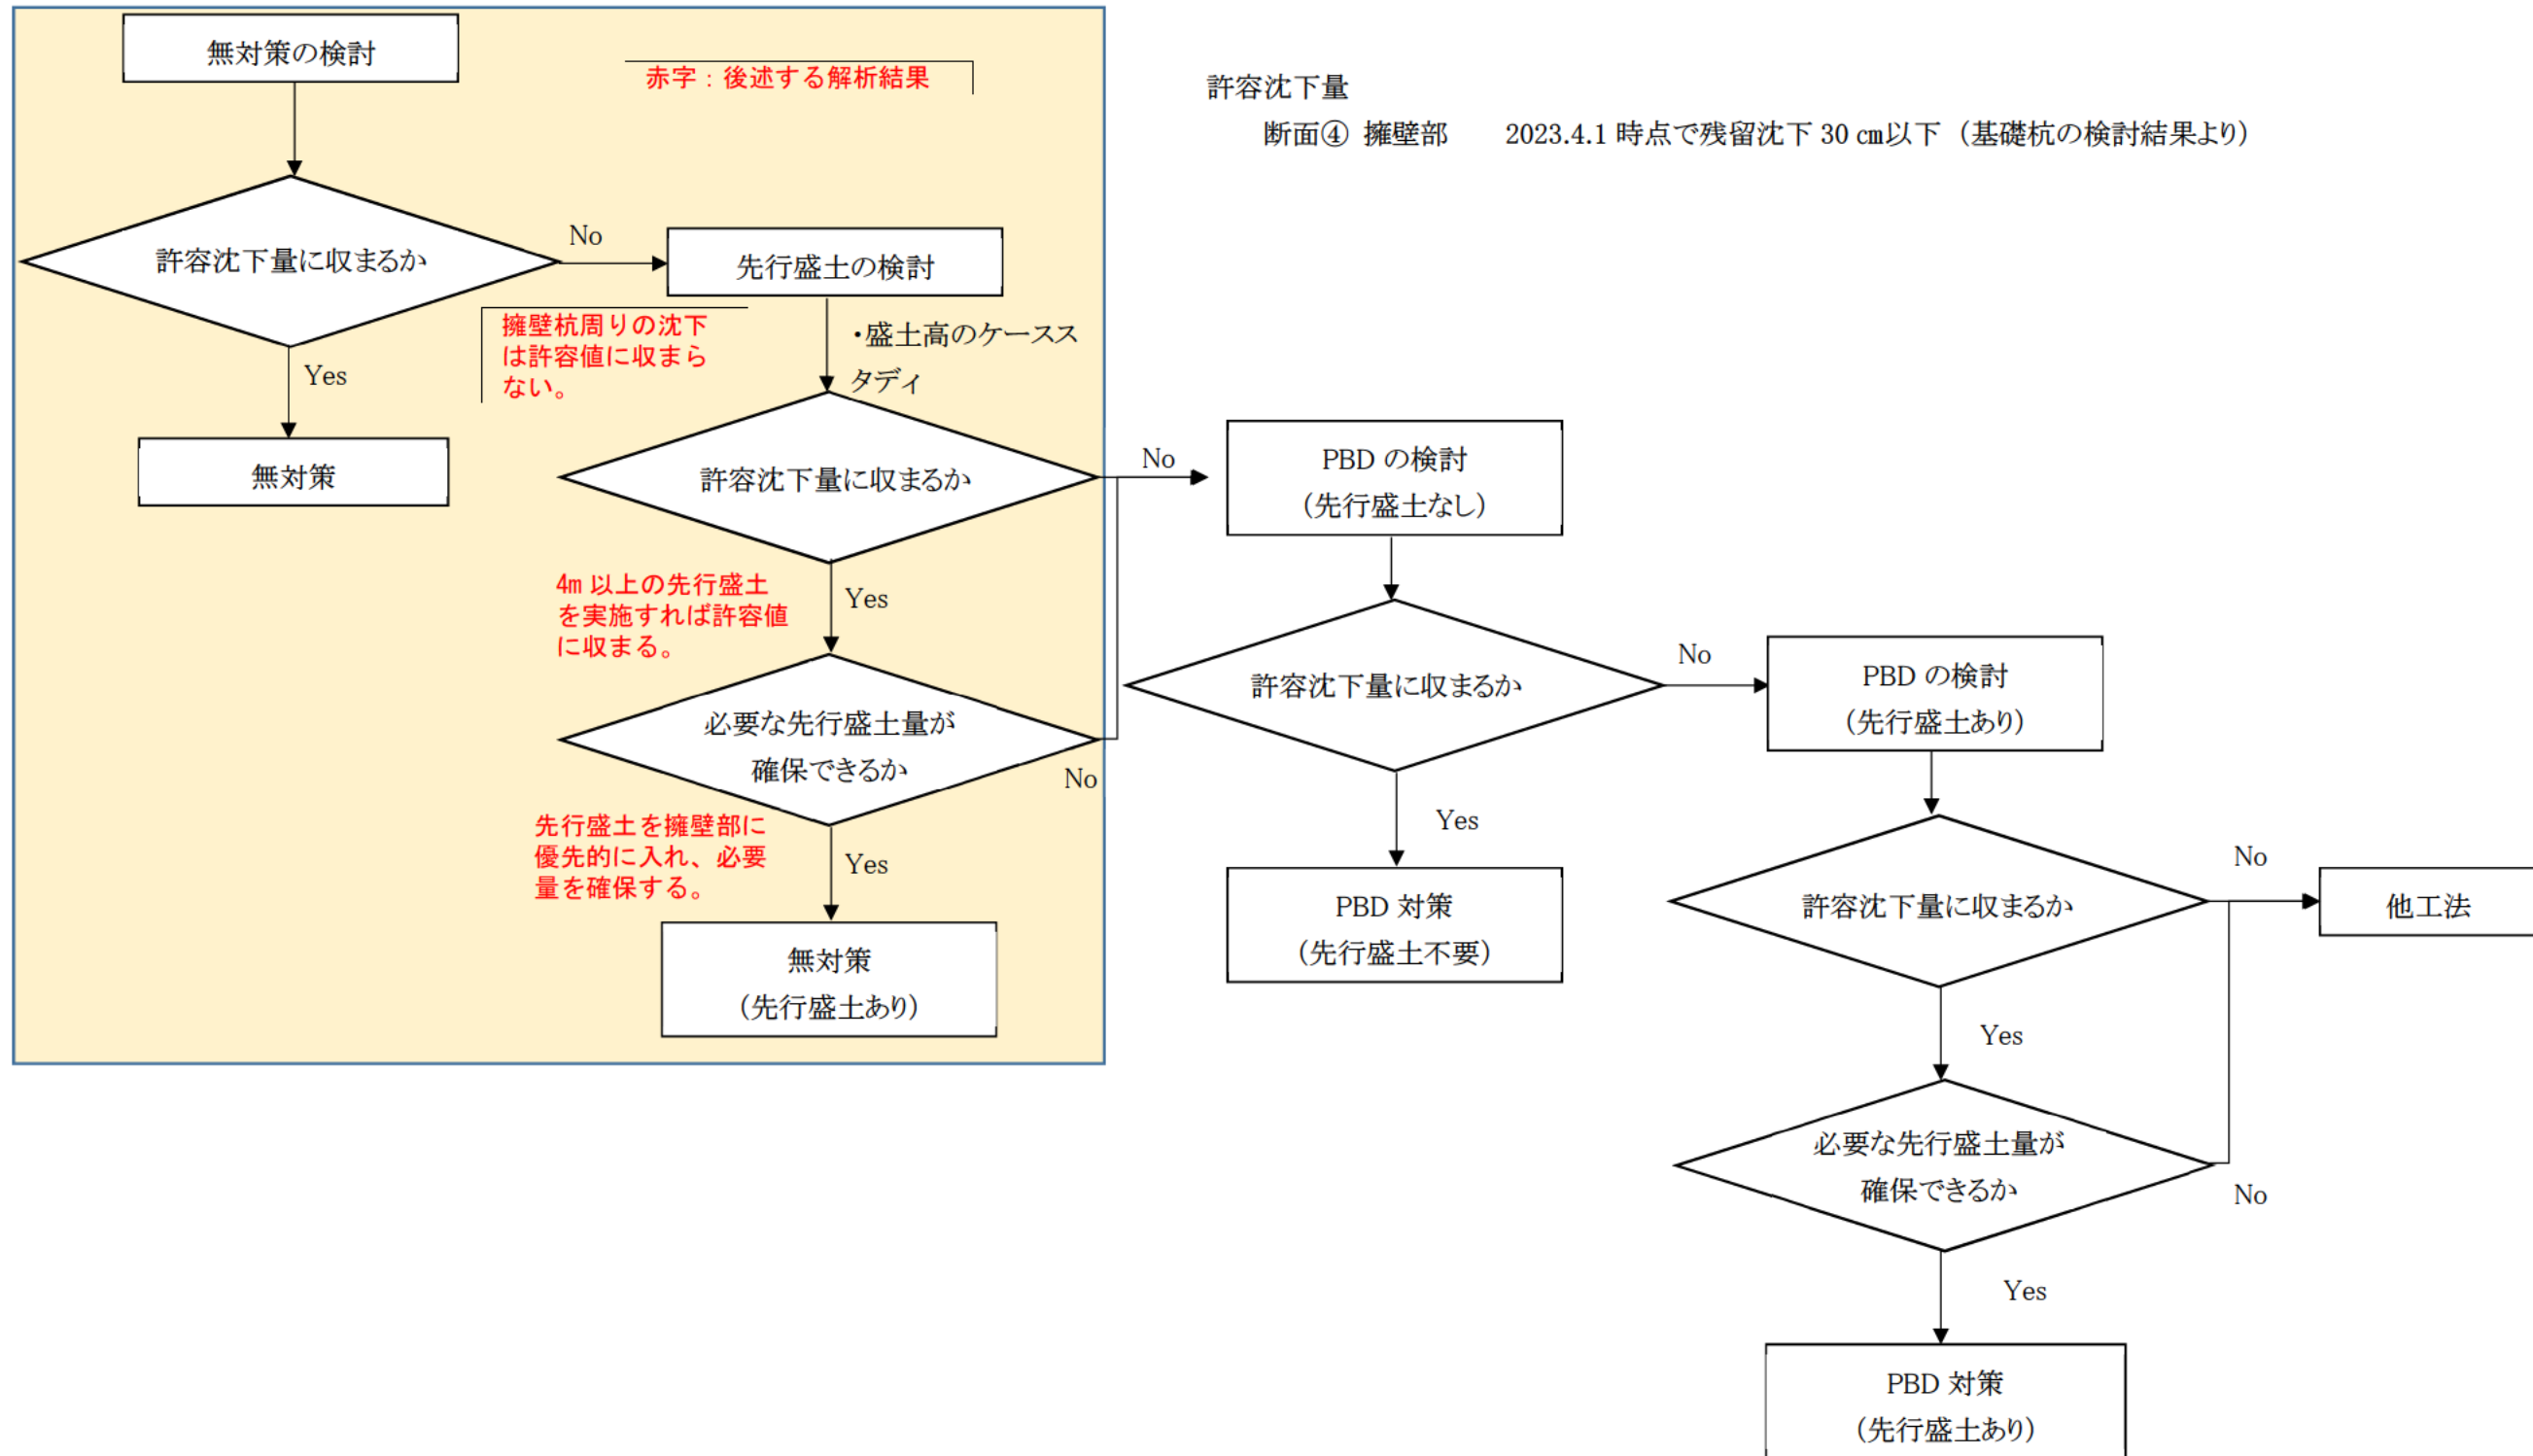 無対策の検討
赤字：後述する解析結果
許容沈下量
断面④ 擁壁部　　2023.4.1 時点で残留沈下 30 ㎝以下（基礎杭の検討結果より）
許容沈下量に収まるか
No
先行盛土の検討
擁壁杭周りの沈下
は許容値に収まら
ない。
・盛土高のケースス
タディ
Yes
無対策
許容沈下量に収まるか
No
PBD の検討
（先行盛土なし）
4m 以上の先行盛土
を実施すれば許容値
に収まる。
Yes
許容沈下量に収まるか
No
PBD の検討
（先行盛土あり）
必要な先行盛土量が
確保できるか
No
先行盛土を擁壁部に
優先的に入れ、必要
量を確保する。
Yes
Yes
無対策
（先行盛土あり）
PBD 対策
（先行盛土不要）
許容沈下量に収まるか
No
他工法
Yes
必要な先行盛土量が
確保できるか
No
Yes
PBD 対策
（先行盛土あり）